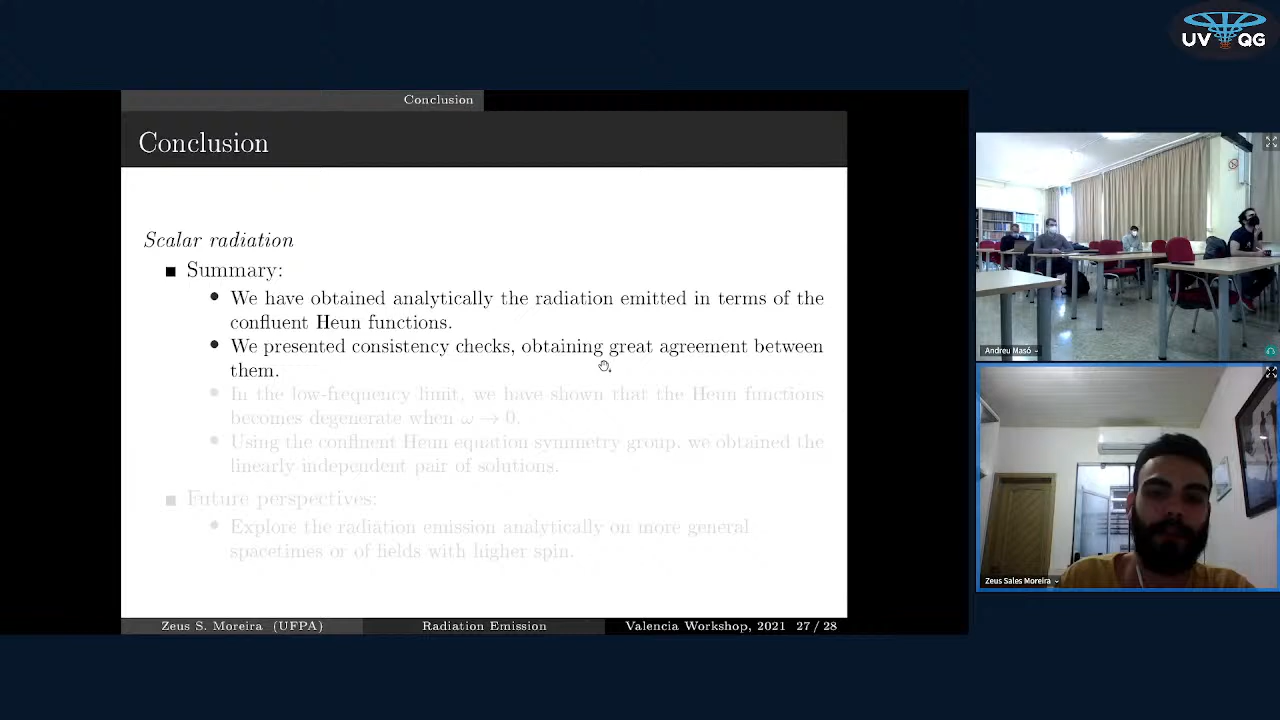 UV QG
Conclusion
Conclusion
Scalar radiation
Summary:
We have obtained analytically the radiation emitted in terms of the
confluent Heun functions.
We presented consistency checks, obtaining great agreement between
them.
In the low-frequency limit, we have shown that the Heun functions
becomes degenerate when ω → 0.
Using the confluent Heun equation symmetry group, we obtained the
linearly independent pair of solutions.
Future perspectives:
Explore the radiation emission analytically on more general
spacetimes or of fields with higher spin.
Zeus S. Moreira (UFPA)
Radiation Emission
Valencia Workshop, 2021 27 / 28
Andreu Masó
Zeus Sales Moreira